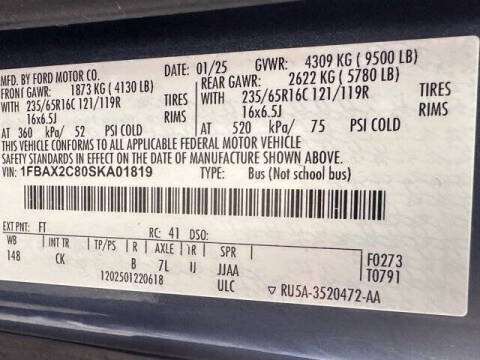 MFD. BY FORD MOTOR CO. DATE: 01/25 GVWR: 4309 KG (9500 LB)
FRONT GAWR: 1873 KG (4130 LB) REAR GAWR: 2622 KG (5780 LB)
WITH 235/65R16C 121/119R TIRES WITH 235/65R16C 121/119R TIRES
16x6.5J RIMS 16x6.5J RIMS
AT 360 kPa/ 52 PSI COLD AT 520 kPa/ 75 PSI COLD
THIS VEHICLE CONFORMS TO ALL APPLICABLE FEDERAL MOTOR VEHICLE
SAFETY STANDARDS IN EFFECT ON THE DATE OF MANUFACTURE SHOWN ABOVE.
VIN: 1FBAX2C80SKA01819 TYPE: Bus (Not school bus)
EXT PNT: FT RC: 41 DSO: F0273
WB INT TR TP/PS R AXLE TR SPR T0791
148 CK B 7L IJ JJAA
1202501220618 ULC ▽ RU5A-3520472-AA